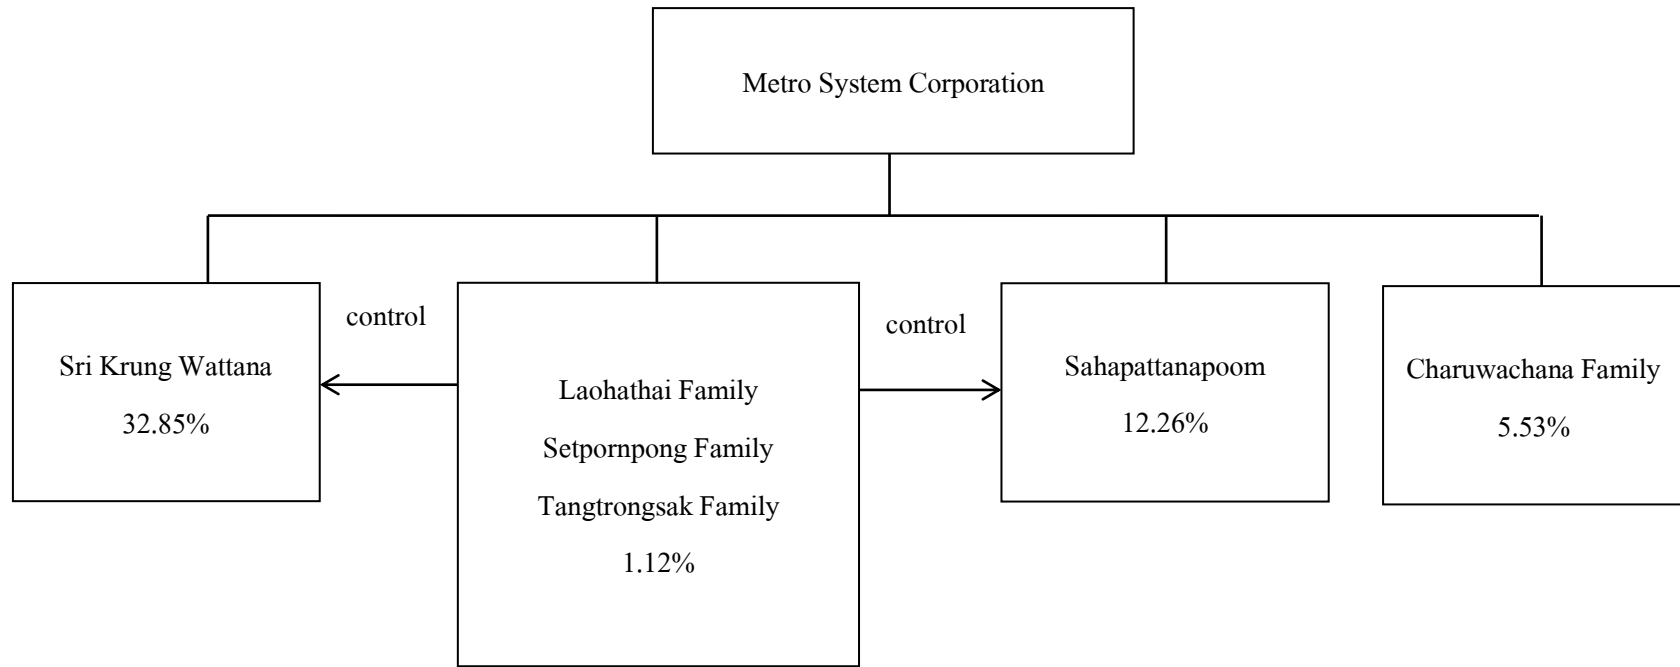 Metro System Corporation
Sri Krung Wattana
32.85%
control
Laohathai Family
Setpornpong Family
Tangtrongsak Family
1.12%
control
Sahapattanapoom
12.26%
Charuwachana Family
5.53%